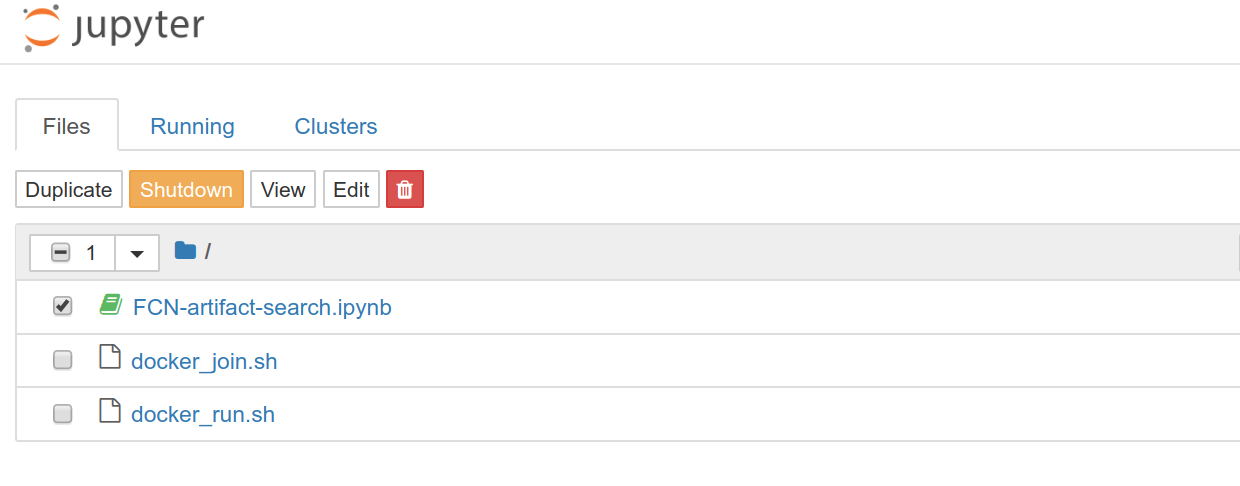 jupyter
Files Running Clusters
Duplicate Shutdown View Edit
1 /
FCN-artifact-search.ipynb
docker_join.sh
docker_run.sh